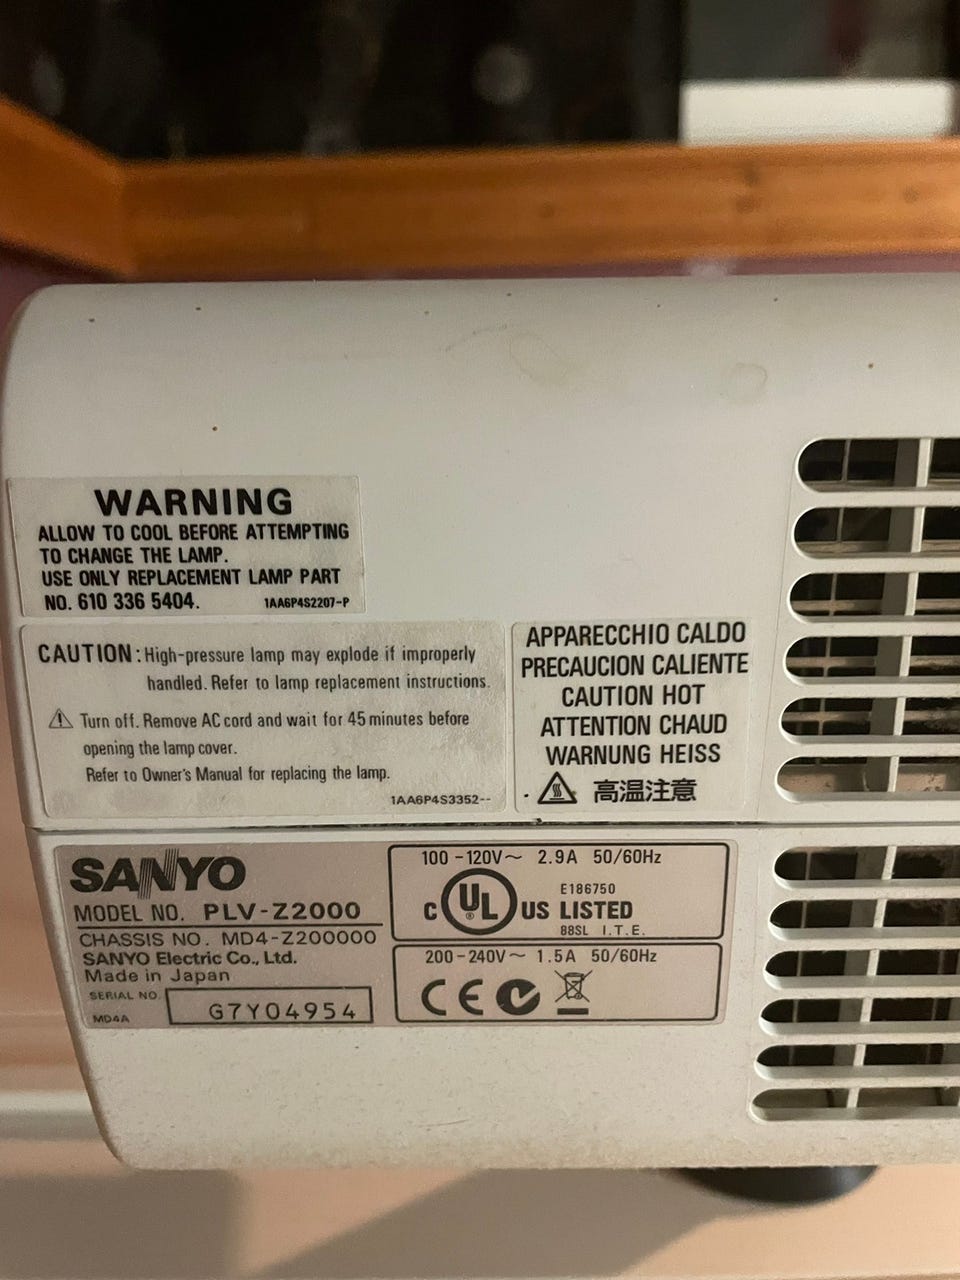 WARNING
ALLOW TO COOL BEFORE ATTEMPTING
TO CHANGE THE LAMP.
USE ONLY REPLACEMENT LAMP PART
NO. 610 336 5404.
1AA6P4S2207-P
CAUTION: High-pressure lamp may explode if improperly
handled. Refer to lamp replacement instructions.
Turn off. Remove AC cord and wait for 45 minutes before
opening the lamp cover.
Refer to Owner's Manual for replacing the lamp.
1AA6P4S3352--
APPARECCHIO CALDO
PRECAUCION CALIENTE
CAUTION HOT
ATTENTION CHAUD
WARNUNG HEISS
高温注意
SANYO
MODEL NO. PLV-Z2000
CHASSIS NO. MD4-Z200000
SANYO Electric Co., Ltd.
Made in Japan
SERIAL NO.
MD4A
G7Y04954
100-120V~ 2.9A 50/60Hz
C UL® US LISTED
E186750
88SL I.T.E.
200-240V~ 1.5A 50/60Hz
CE